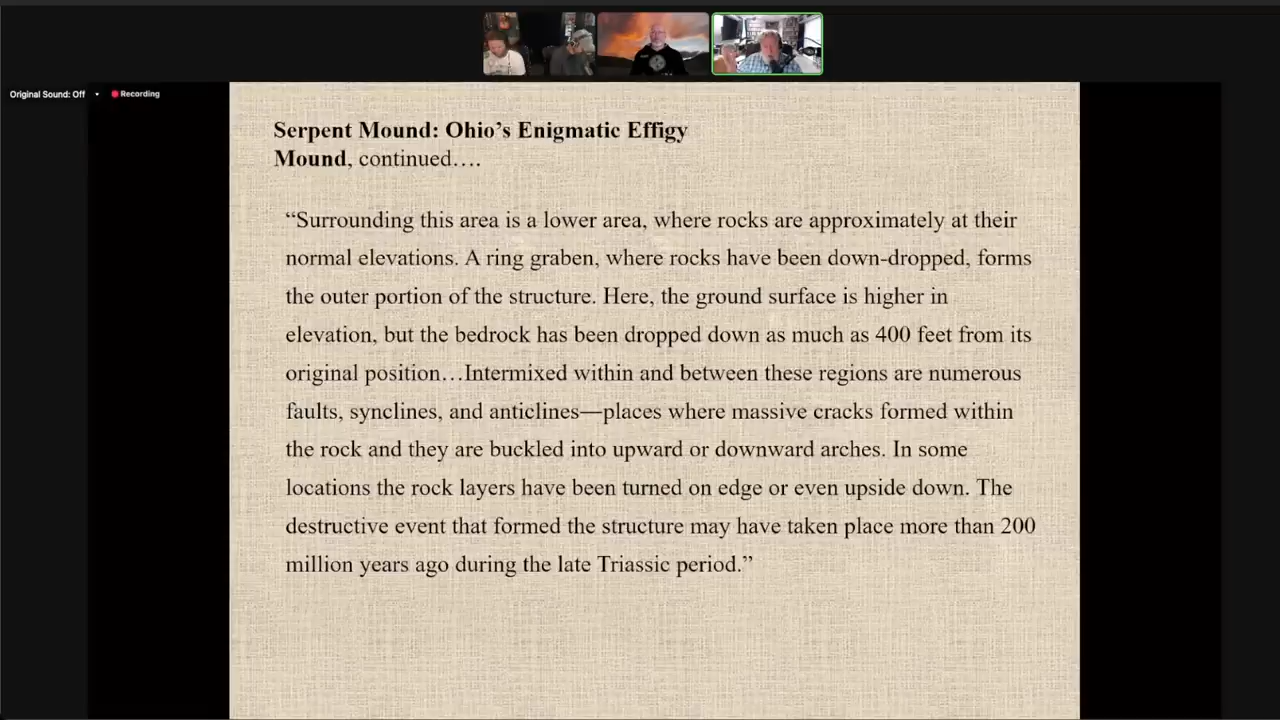 Original Sound: Off
Recording
Serpent Mound: Ohio’s Enigmatic Effigy
Mound, continued….
“Surrounding this area is a lower area, where rocks are approximately at their
normal elevations. A ring graben, where rocks have been down-dropped, forms
the outer portion of the structure. Here, the ground surface is higher in
elevation, but the bedrock has been dropped down as much as 400 feet from its
original position…Intermixed within and between these regions are numerous
faults, synclines, and anticlines—places where massive cracks formed within
the rock and they are buckled into upward or downward arches. In some
locations the rock layers have been turned on edge or even upside down. The
destructive event that formed the structure may have taken place more than 200
million years ago during the late Triassic period.”